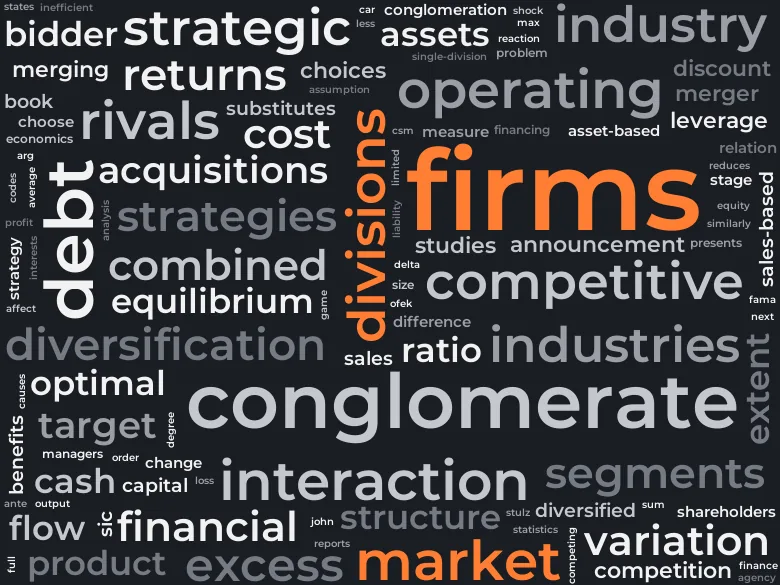 states inefficient
car conglomeration shock
less max
bidder strategic assets reaction industry
single-division problem
merging returns choices discount
assumption operating merger
book substitutes
choose rivals cost leverage
economics csm measure financing asset-based
relation
arg
acquisitions divisions limited firms reduces
stage
codes average debt
equity
profit analysis strategies liability similarly
sales-based
studies announcement presents
strategy interests combined delta
competitive
size
affect equilibrium game ofek fama
next
difference
diversification ratio industries
sales
extent
causes optimal conglomerate
target degree
benefits managers order change
interaction segments
cash capital loss
ante output
flow sic financial john structure stulz diversified sum shareholders
statistics
variation
reports
full product excess market competing competition finance
agency